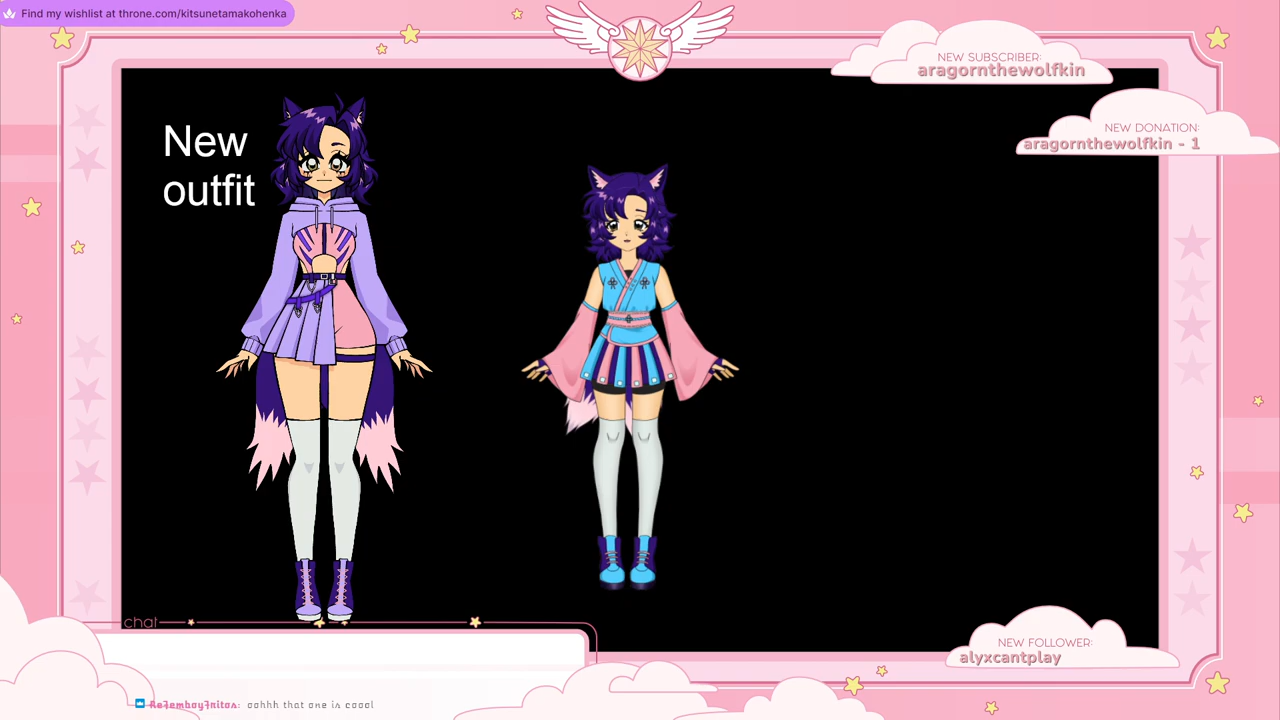 Find my wishlist at throne.com/kitsunetamakohenka
NEW SUBSCRIBER:
aragornthewolfkin
NEW DONATION:
aragornthewolfkin - 1
New
outfit
chat
NEW FOLLOWER:
alyxcantplay
ReFemboyFritos: oohhh that one is coool